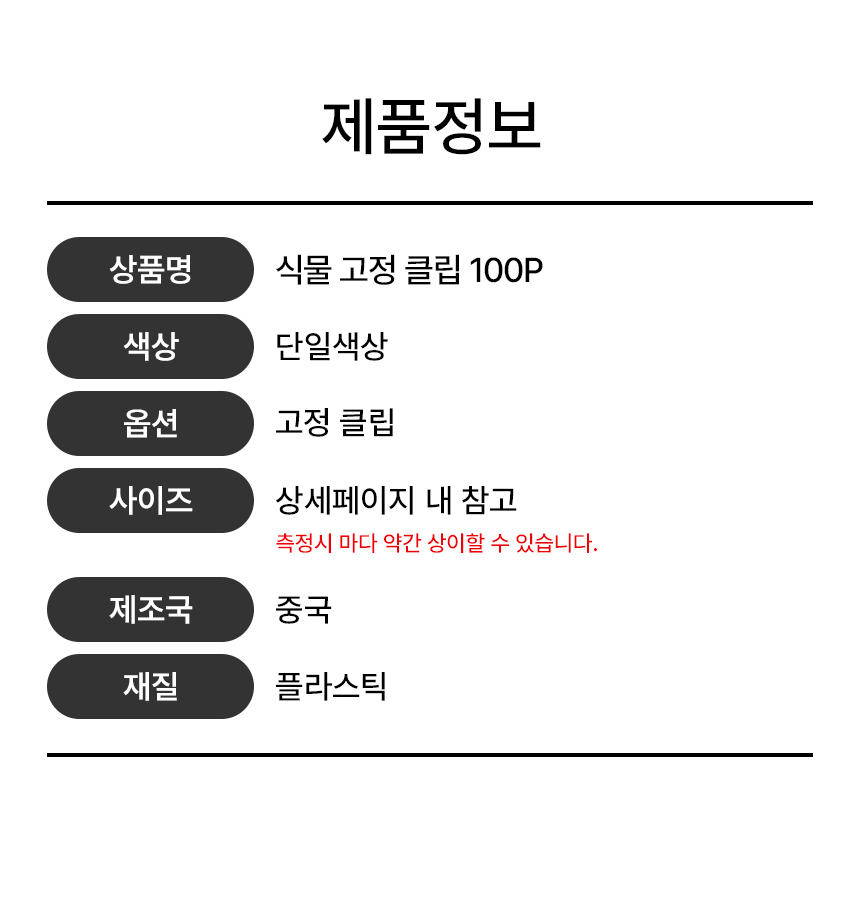 제품정보
상품명 식물 고정 클립 100P
색상 단일색상
옵션 고정 클립
사이즈 상세페이지 내 참고
측정시 마다 약간 상이할 수 있습니다.
제조국 중국
재질 플라스틱